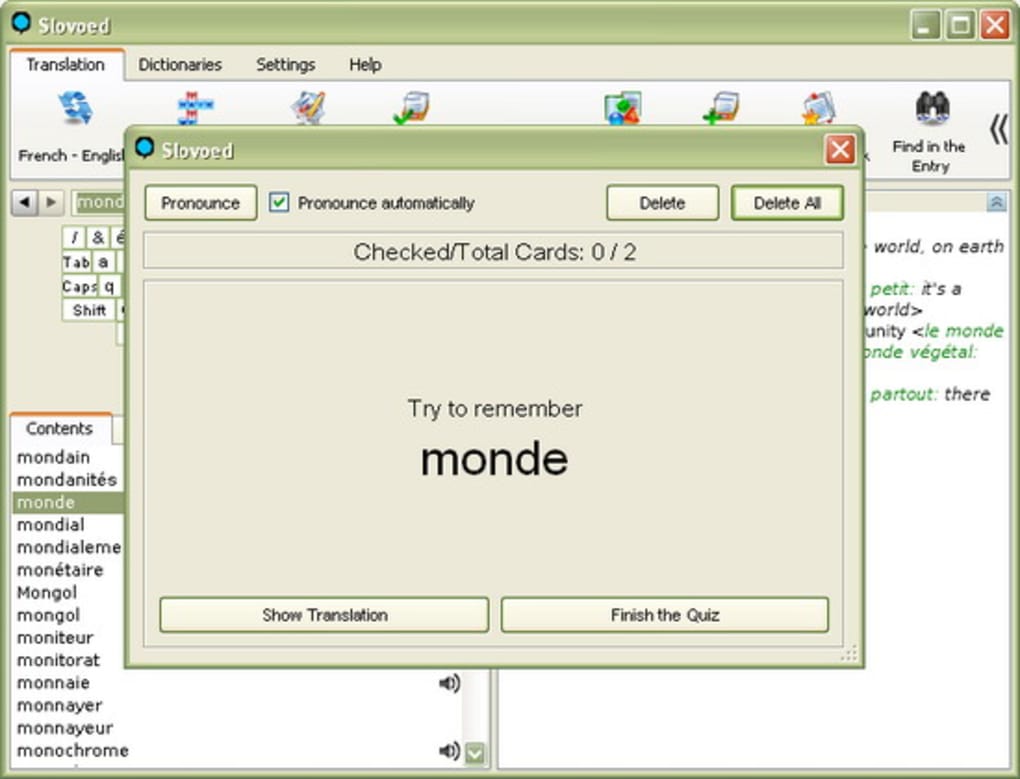 Slovoed
Translation Dictionaries Settings Help
French - English
Find in the
Entry
Slovoed
Pronounce Pronounce automatically Delete Delete All
Checked/Total Cards: 0 / 2
Try to remember
monde
Show Translation Finish the Quiz
mond
/ &
Tab a
Caps q
Shift
world, on earth
petit: it's a
world>
unity <le monde
onde végétal:
partout: there
Contents
mondain
mondanités
monde
mondial
mondialeme
monétaire
Mongol
mongol
moniteur
monitorat
monnaie
monnayer
monnayeur
monochrome